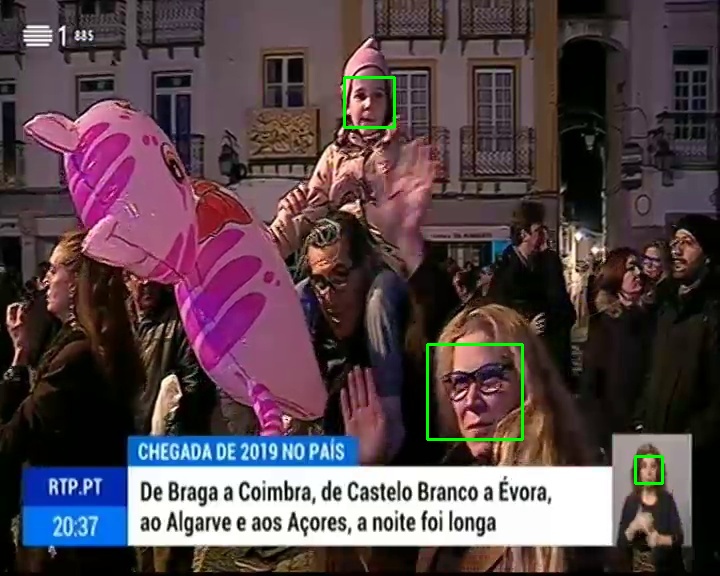 1 885
CHEGADA DE 2019 NO PAÍS
RTP.PT
De Braga a Coimbra, de Castelo Branco a Évora,
20:37
ao Algarve e aos Açores, a noite foi longa